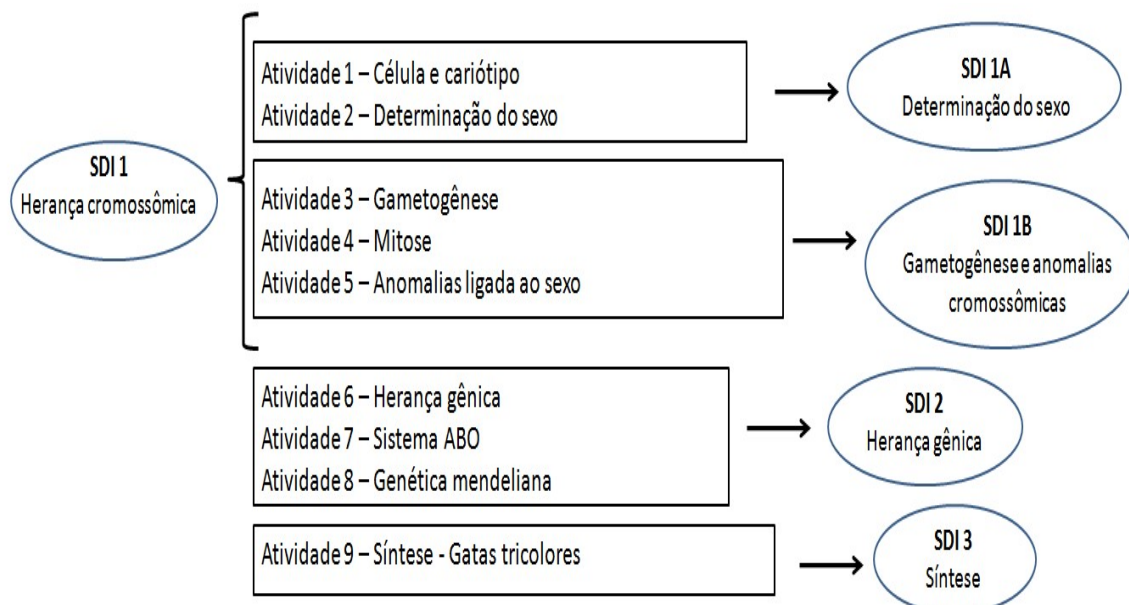 SDI 1
Herança cromossômica
Atividade 1 – Célula e cariótipo
Atividade 2 – Determinação do sexo
SDI 1A
Determinação do sexo
Atividade 3 – Gametogênese
Atividade 4 – Mitose
Atividade 5 – Anomalias ligada ao sexo
SDI 1B
Gametogênese e anomalias
cromossômicas
Atividade 6 – Herança gênica
Atividade 7 – Sistema ABO
Atividade 8 – Genética mendeliana
SDI 2
Herança gênica
Atividade 9 – Síntese - Gatas tricolores
SDI 3
Síntese